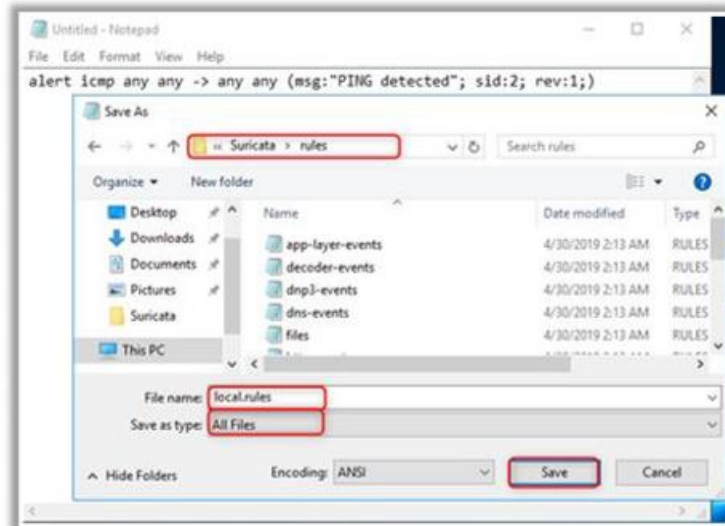 Untitled - Notepad
File Edit Format View Help
alert icmp any any -> any any (msg:"PING detected"; sid:2; rev:1;)
Save As
« Suricata > rules
Search rules
Organize New folder
Name Date modified Type
Desktop
Downloads
Documents
Pictures
Suricata
This PC
app-layer-events 4/30/2019 2:13 AM RULES
decoder-events 4/30/2019 2:13 AM RULES
dnp3-events 4/30/2019 2:13 AM RULES
dns-events 4/30/2019 2:13 AM RULES
files 4/30/2019 2:13 AM RULES
File name: local.rules
Save as type: All Files
Hide Folders Encoding: ANSI Save Cancel